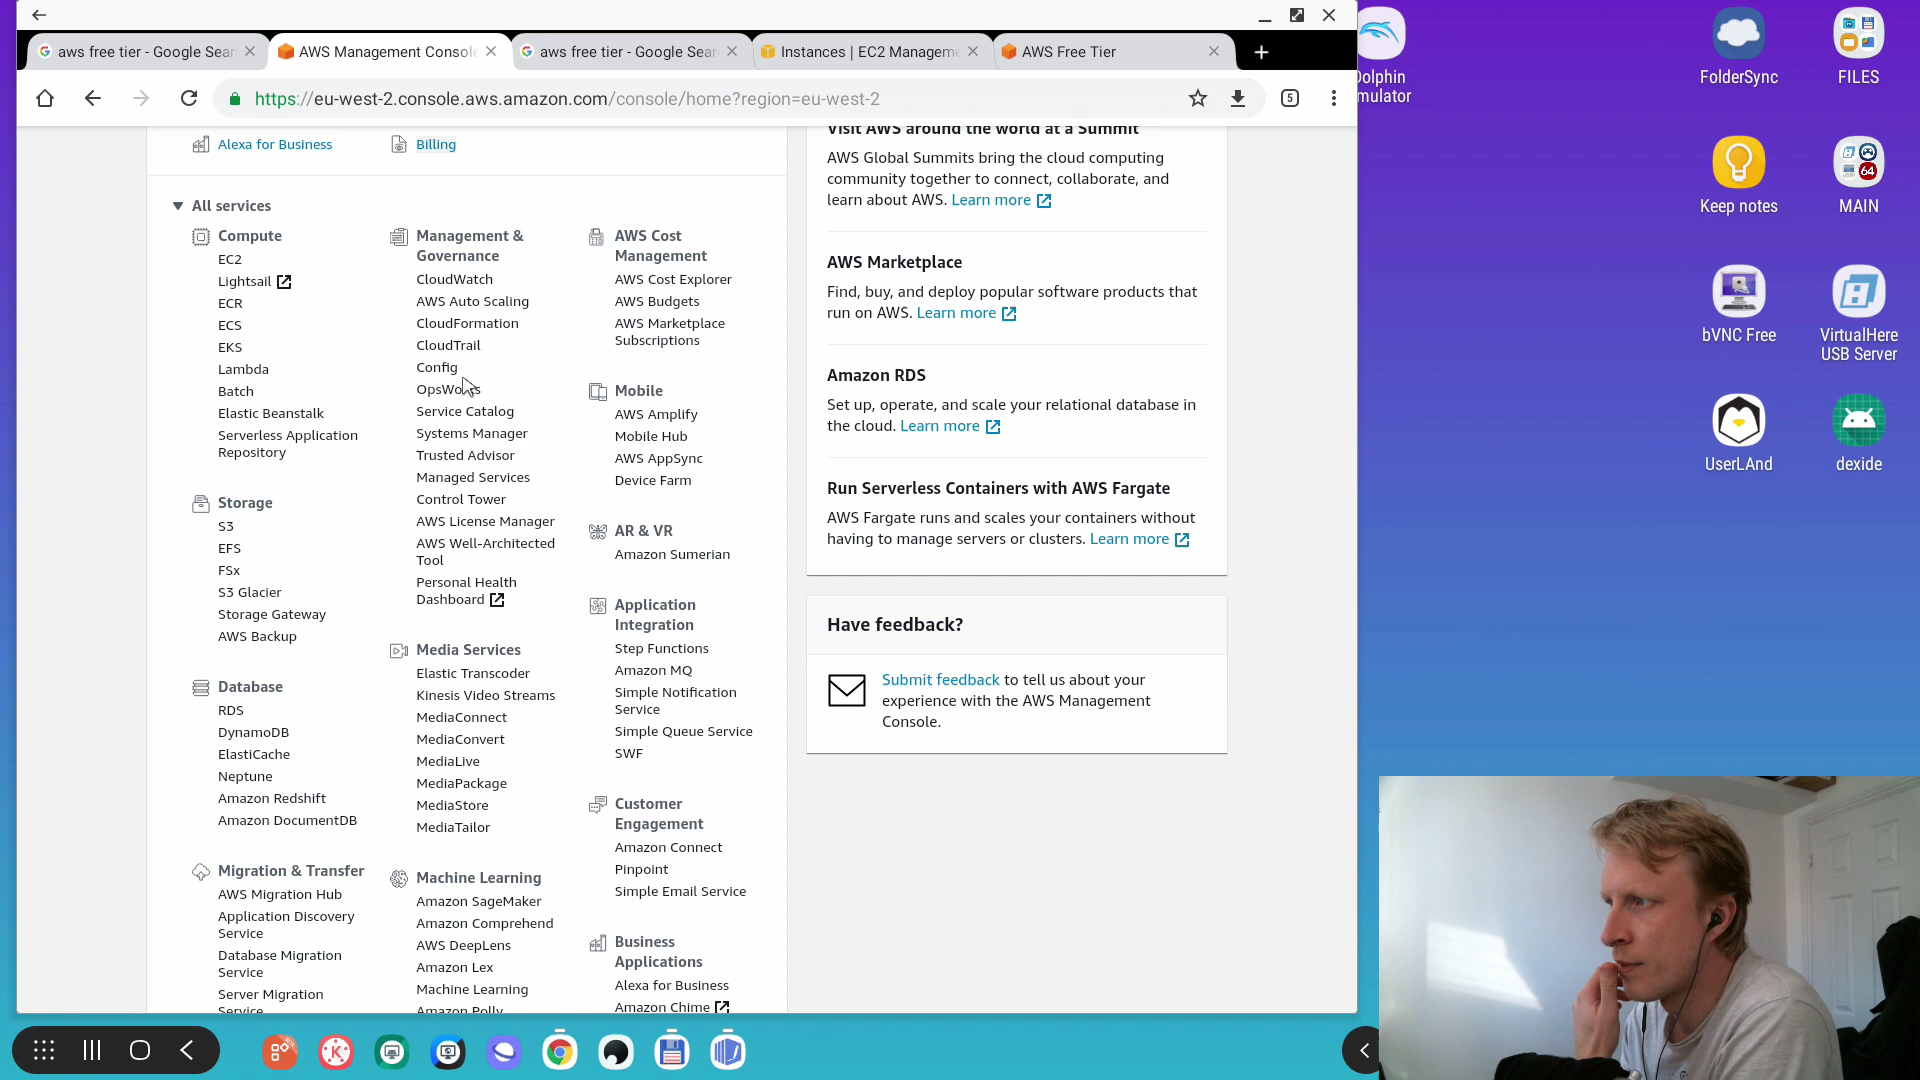 aws free tier - Google Sear
AWS Management Console
aws free tier - Google Sear
Instances | EC2 Managem
AWS Free Tier
https://eu-west-2.console.aws.amazon.com/console/home?region=eu-west-2
5
Alexa for Business
Billing
All services
Compute
EC2
Lightsail
ECR
ECS
EKS
Lambda
Batch
Elastic Beanstalk
Serverless Application
Repository
Storage
S3
EFS
FSx
S3 Glacier
Storage Gateway
AWS Backup
Database
RDS
DynamoDB
ElastiCache
Neptune
Amazon Redshift
Amazon DocumentDB
Migration & Transfer
AWS Migration Hub
Application Discovery
Service
Database Migration
Service
Server Migration
Service
Management &
Governance
CloudWatch
AWS Auto Scaling
CloudFormation
CloudTrail
Config
OpsWorks
Service Catalog
Systems Manager
Trusted Advisor
Managed Services
Control Tower
AWS License Manager
AWS Well-Architected
Tool
Personal Health
Dashboard
Media Services
Elastic Transcoder
Kinesis Video Streams
MediaConnect
MediaConvert
MediaLive
MediaPackage
MediaStore
MediaTailor
Machine Learning
Amazon SageMaker
Amazon Comprehend
AWS DeepLens
Amazon Lex
Machine Learning
Amazon Polly
AWS Cost
Management
AWS Cost Explorer
AWS Budgets
AWS Marketplace
Subscriptions
Mobile
AWS Amplify
Mobile Hub
AWS AppSync
Device Farm
AR & VR
Amazon Sumerian
Application
Integration
Step Functions
Amazon MQ
Simple Notification
Service
Simple Queue Service
SWF
Customer
Engagement
Amazon Connect
Pinpoint
Simple Email Service
Business
Applications
Alexa for Business
Amazon Chime
Visit AWS around the world at a Summit
AWS Global Summits bring the cloud computing
community together to connect, collaborate, and
learn about AWS. Learn more
AWS Marketplace
Find, buy, and deploy popular software products that
run on AWS. Learn more
Amazon RDS
Set up, operate, and scale your relational database in
the cloud. Learn more
Run Serverless Containers with AWS Fargate
AWS Fargate runs and scales your containers without
having to manage servers or clusters. Learn more
Have feedback?
Submit feedback to tell us about your
experience with the AWS Management
Console.
Dolphin
mulator
FolderSync
FILES
Keep notes
64
MAIN
bVNC Free
VirtualHere
USB Server
UserLAnd
dexide
K